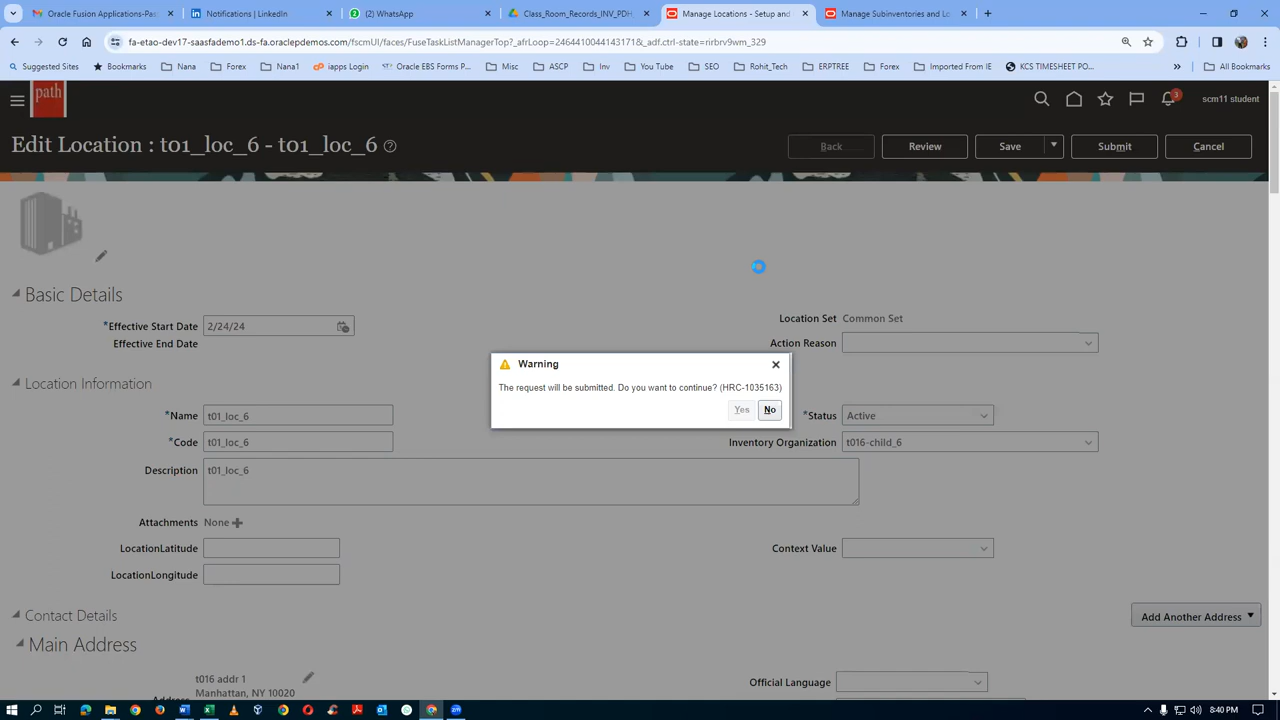 Oracle Fusion Applications-Pas
Notifications | LinkedIn
(2) WhatsApp
Class_Room_Records_INV_PDH_
Manage Locations - Setup and
Manage Subinventories and Lo
fa-etao-dev17-saasfademo1.ds-fa.oraclepdemos.com/fscmUI/faces/FuseTaskListManagerTop?_afrLoop=24644100443171&_adf.ctrl-state=rirbrv9wm_329
Suggested Sites
Bookmarks
Nana
Forex
Nana1
iapps Login
Oracle EBS Forms P...
Misc
ASCP
Inv
You Tube
SEO
Rohit_Tech
ERPTREE
Forex
Imported From IE
KCS TIMESHEET PO...
»
All Bookmarks
path
3
scm11 student
Edit Location : t01_loc_6 - t01_loc_6
Back
Review
Save
Submit
Cancel
Basic Details
*Effective Start Date 2/24/24
Effective End Date
Location Set Common Set
Action Reason
Location Information
*Name t01_loc_6
*Code t01_loc_6
Description t01_loc_6
*Status Active
Inventory Organization t016-child_6
Warning
The request will be submitted. Do you want to continue? (HRC-1035163)
Yes
No
Attachments None
LocationLatitude
LocationLongitude
Context Value
Contact Details
Add Another Address
Main Address
t016 addr 1
Address Manhattan, NY 10020
Official Language
8:40 PM